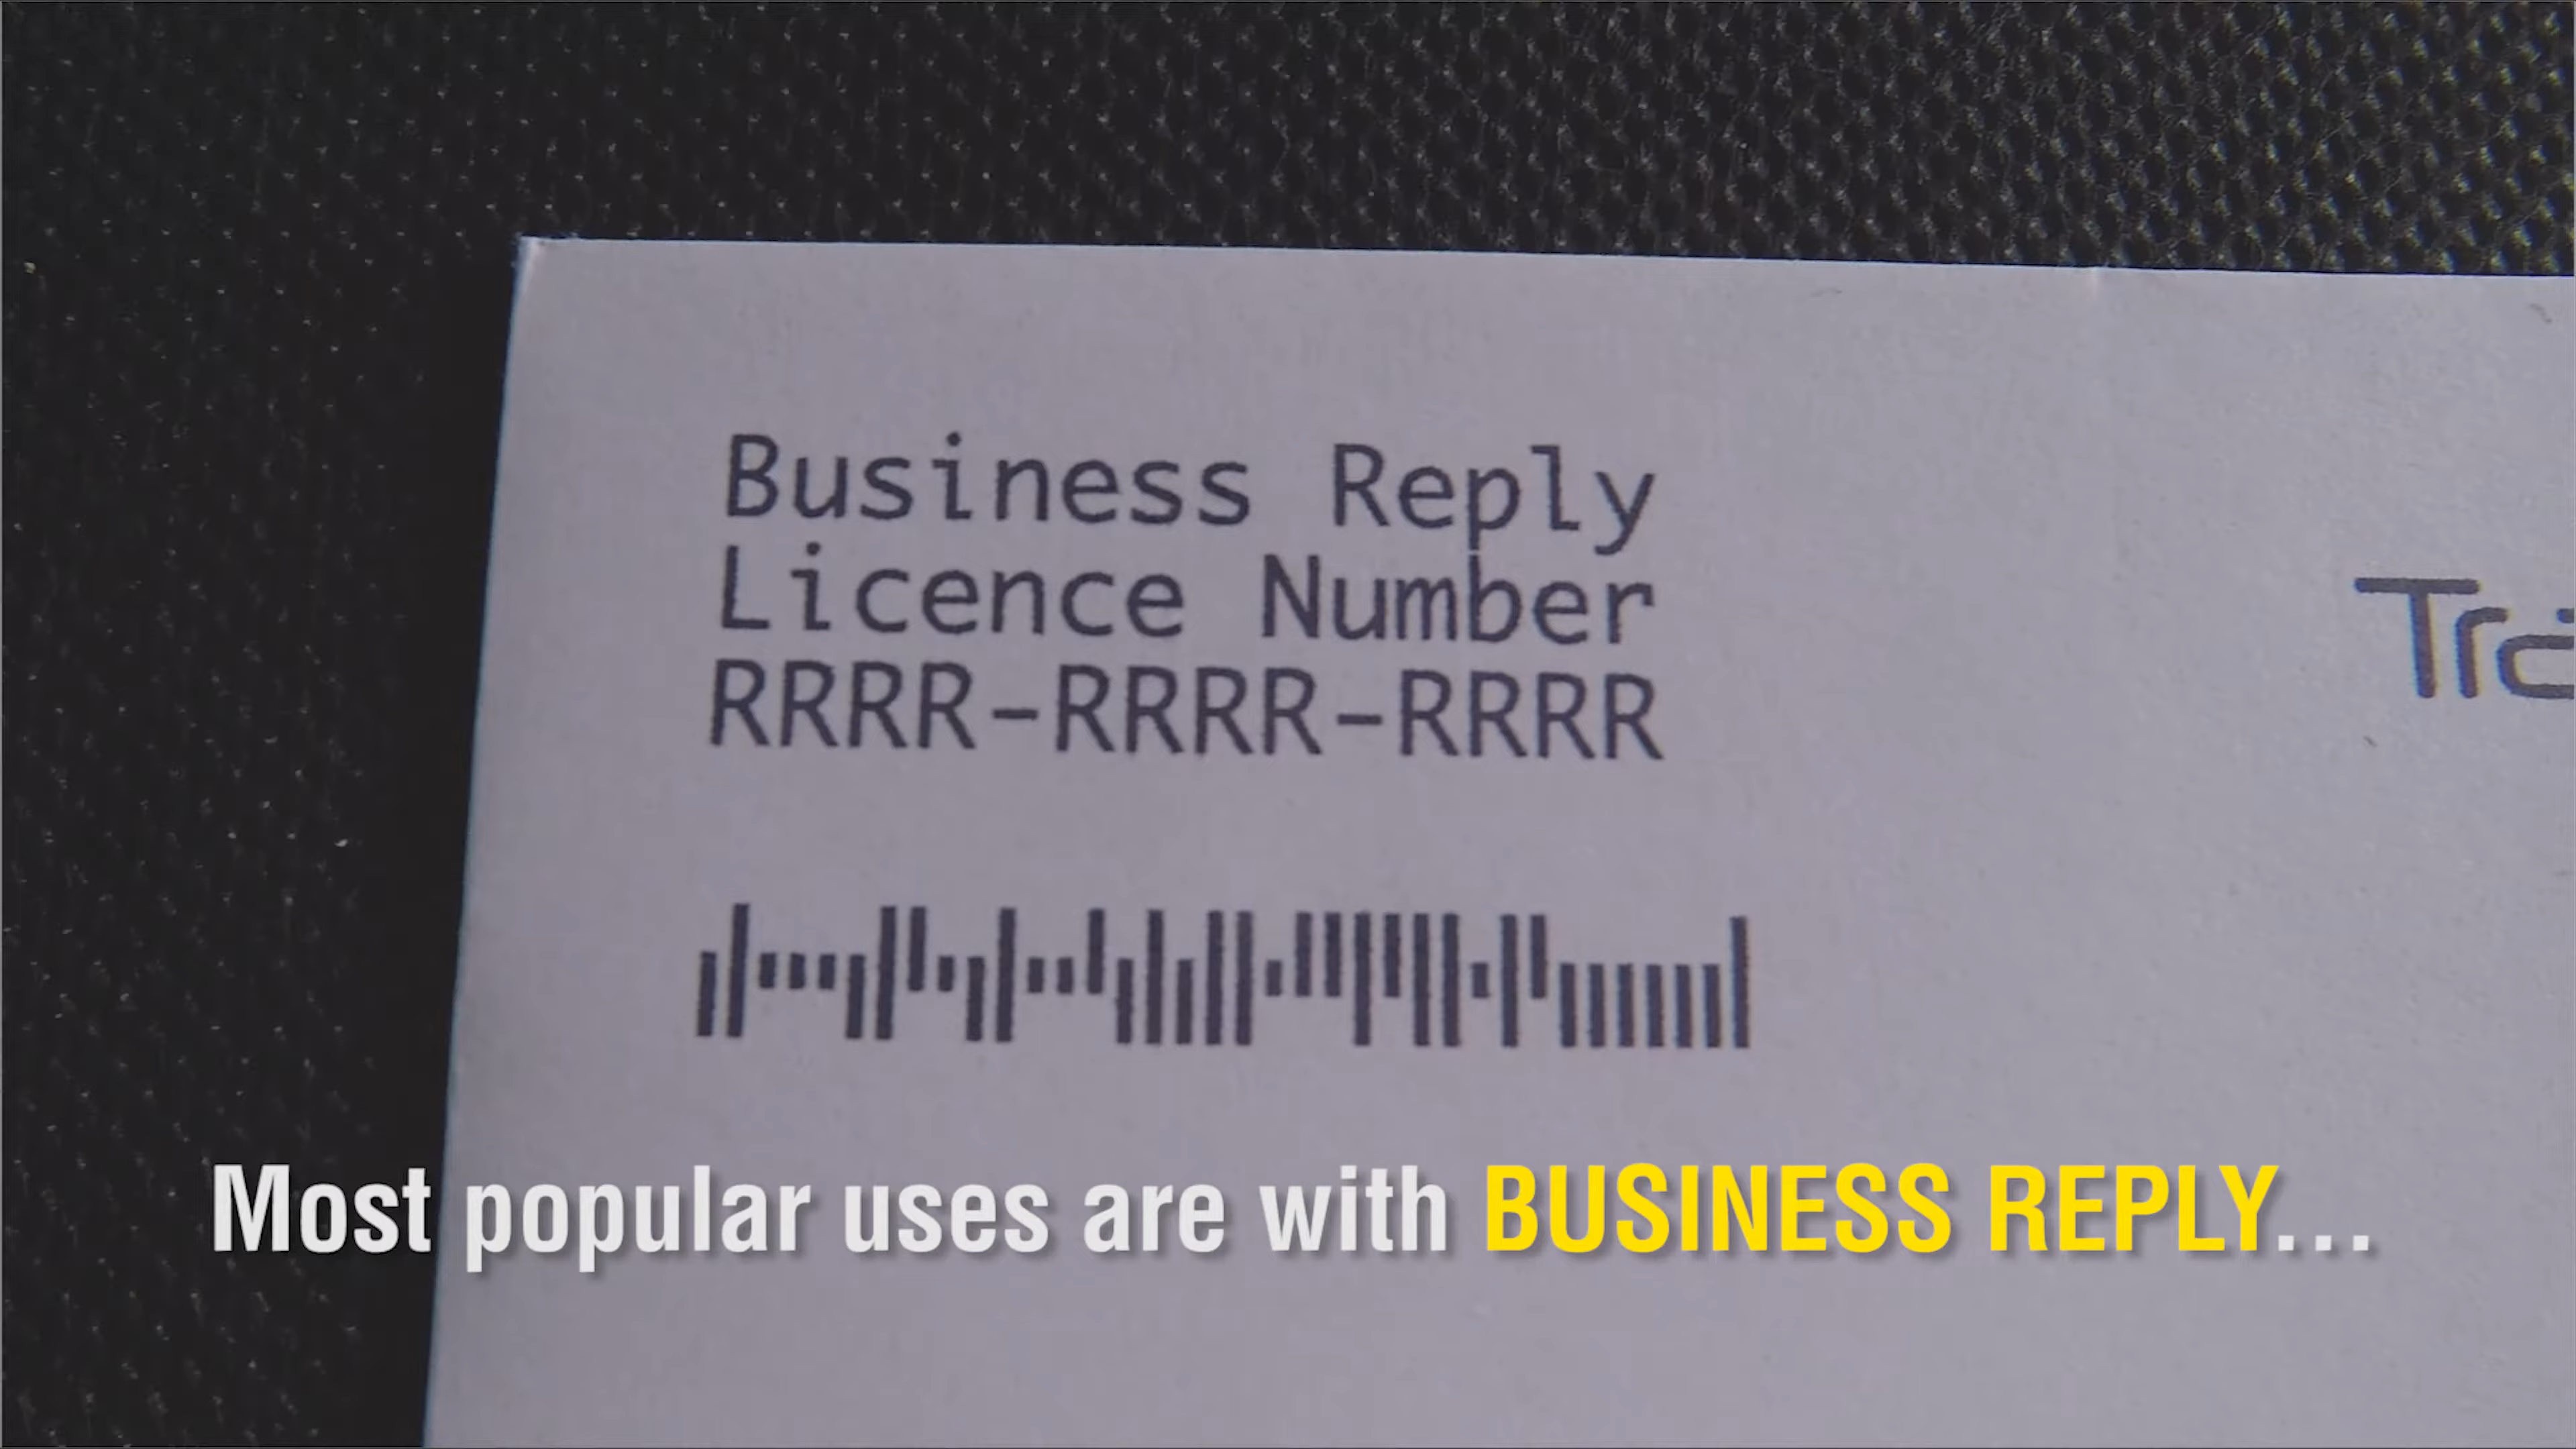 Business Reply
Licence Number
RRRR-RRRR-RRRR
Most popular uses are with BUSINESS REPLY...